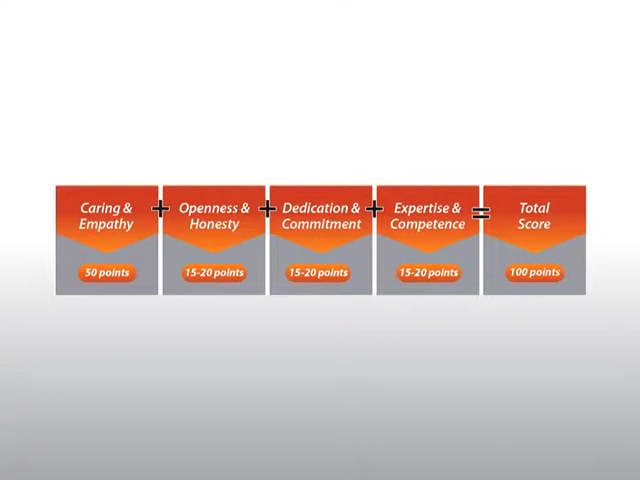 Caring &
Empathy
50 points
+
Openness &
Honesty
15-20 points
+
Dedication &
Commitment
15-20 points
+
Expertise &
Competence
15-20 points
=
Total
Score
100 points